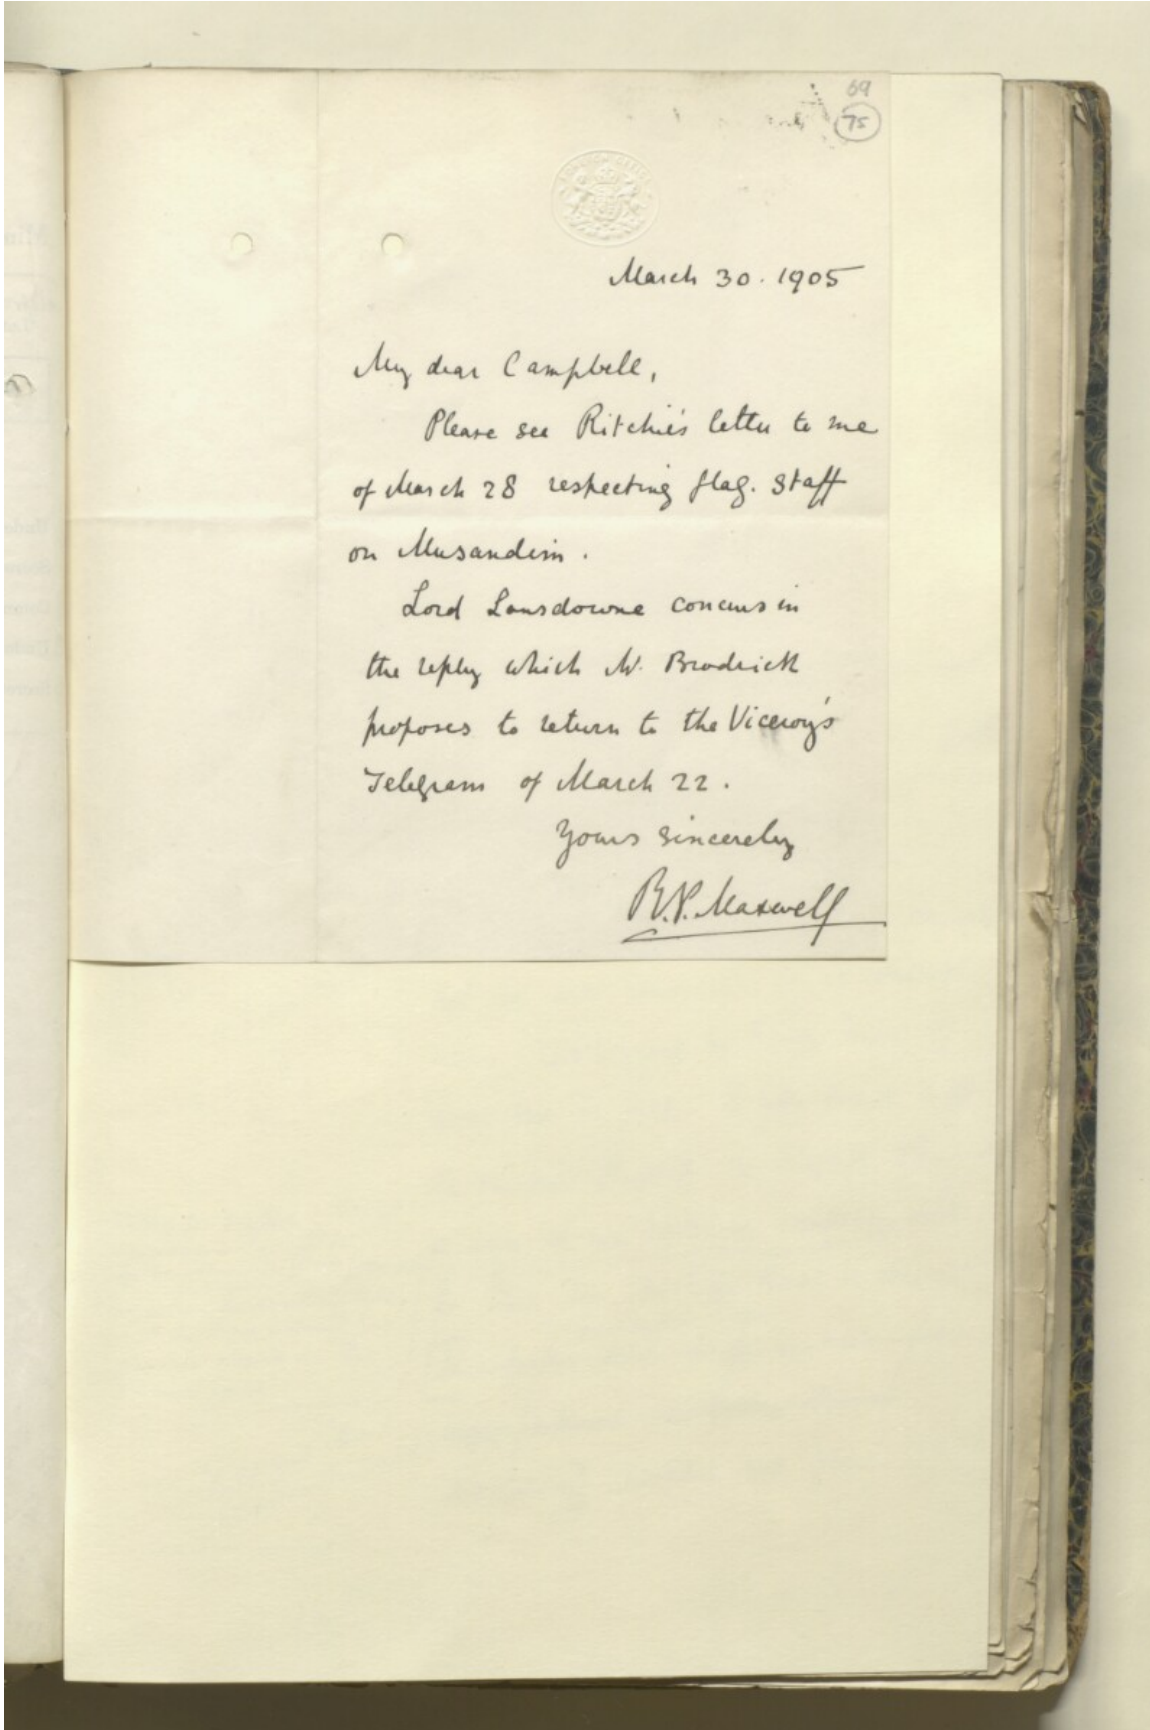 69
75
FOREIGN OFFICE
March 30. 1905
My dear Campbell,
Please see Ritchie's letter to me
of March 28 respecting flag. staff
on Musandim.
Lord Lansdowne concurs in
the reply which Mr. Brodrick
proposes to return to the Viceroy's
Telegram of March 22.
Yours sincerely
R.P. Maxwell